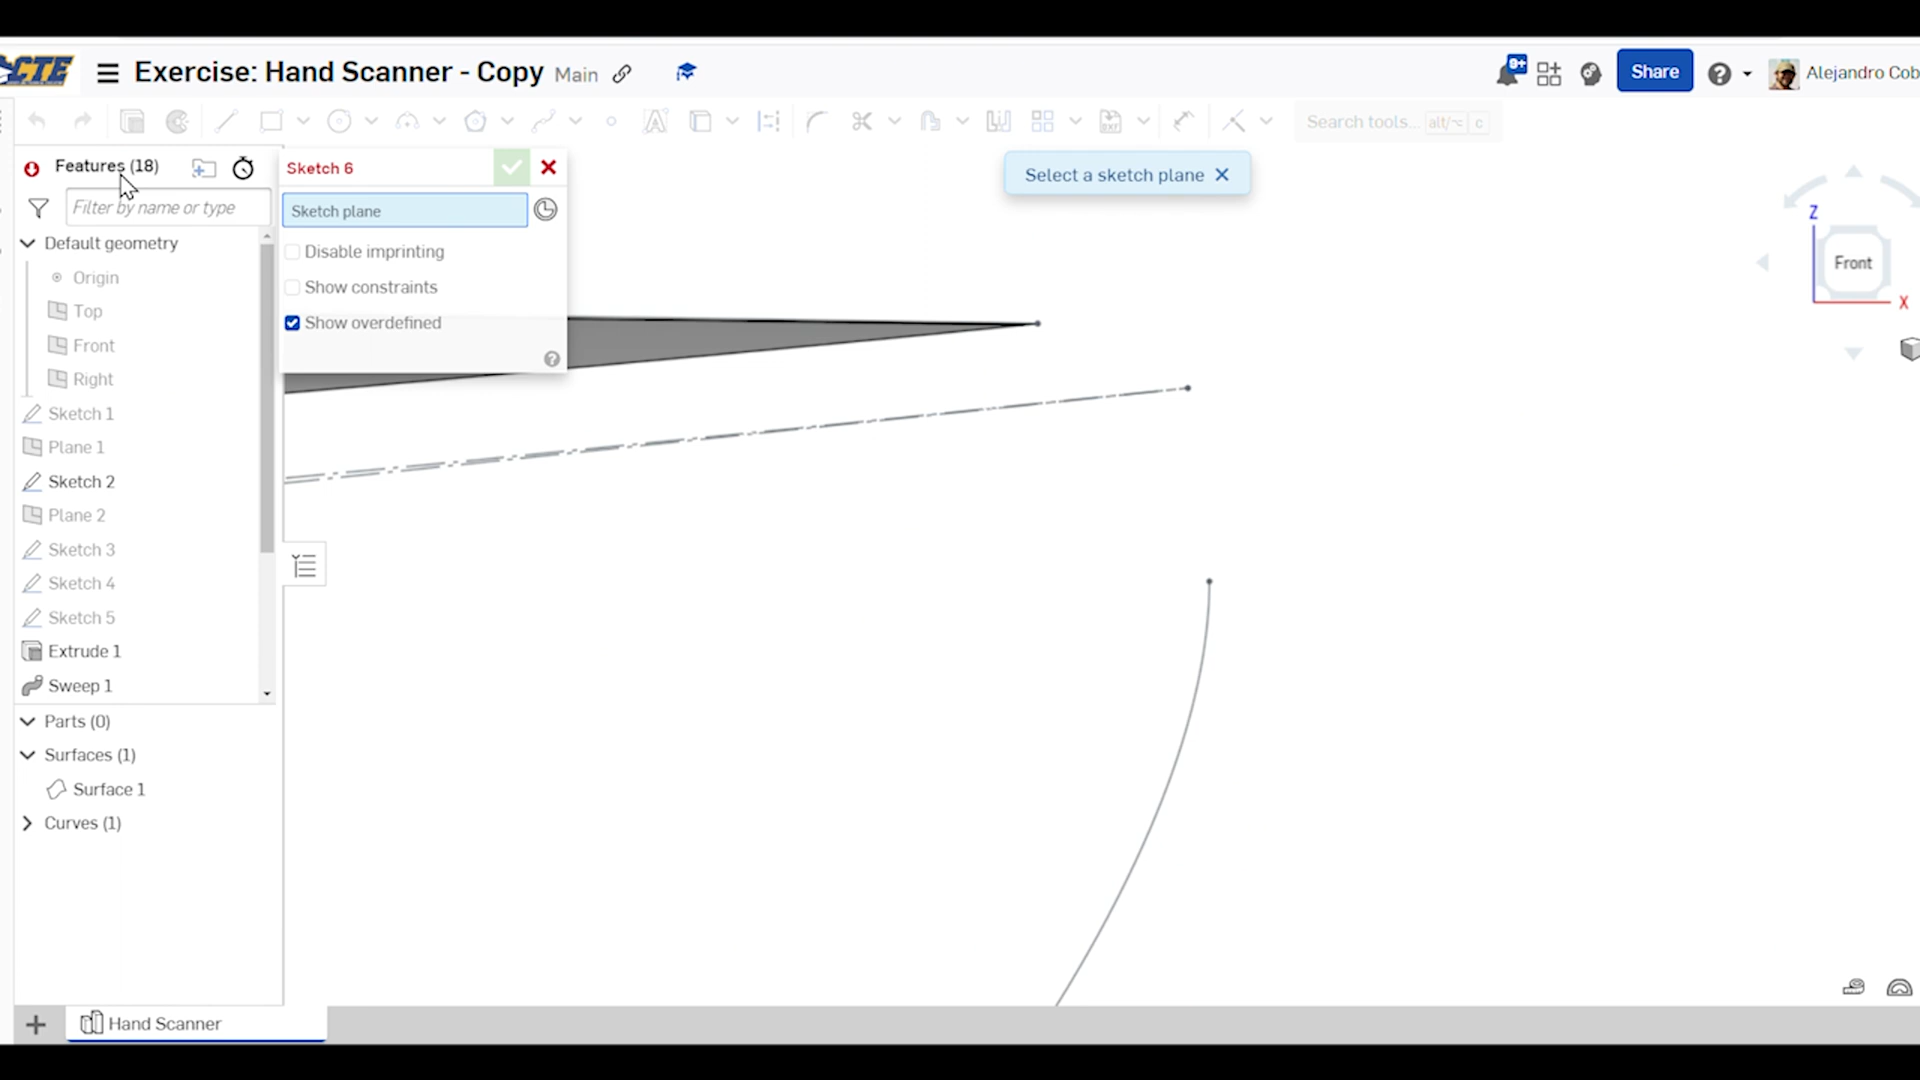 CTE
Exercise: Hand Scanner - Copy Main
9+
Share
Alejandro Cob
Search tools... alt/⌥ c
Features (18)
Filter by name or type
Default geometry
Origin
Top
Front
Right
Sketch 1
Plane 1
Sketch 2
Plane 2
Sketch 3
Sketch 4
Sketch 5
Extrude 1
Sweep 1
Parts (0)
Surfaces (1)
Surface 1
Curves (1)
Sketch 6
Sketch plane
Disable imprinting
Show constraints
Show overdefined
Select a sketch plane
Z
Front
X
Hand Scanner